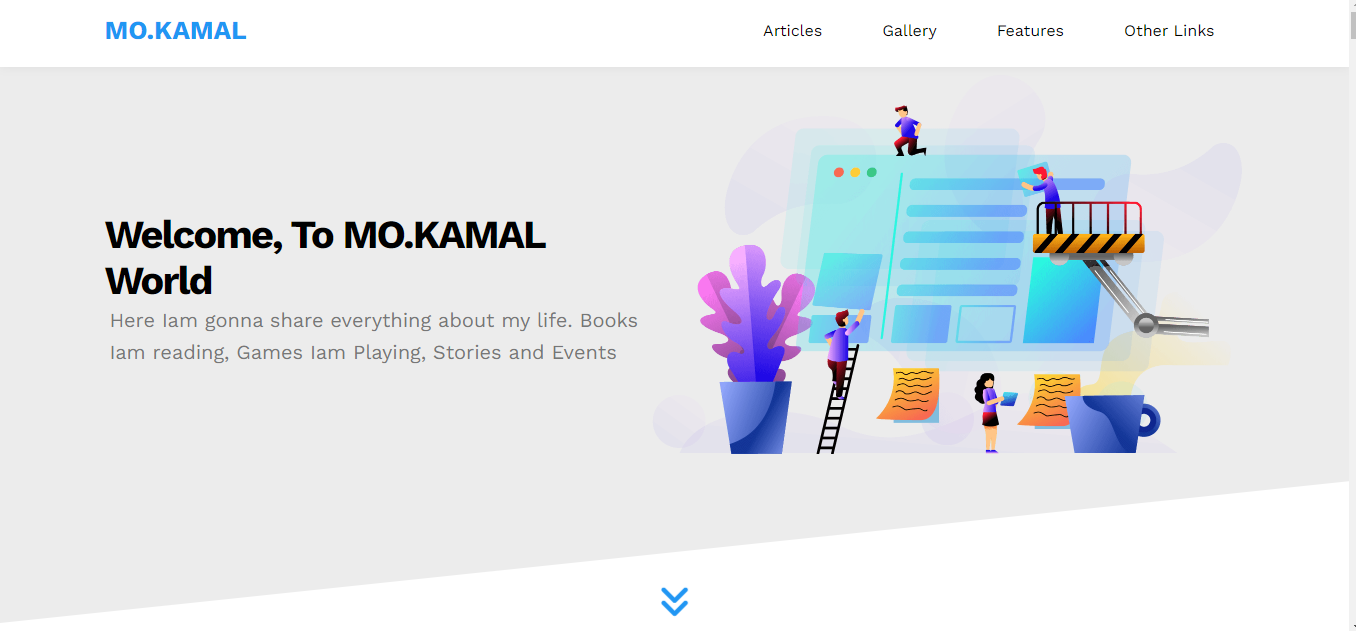 MO.KAMAL
Articles
Gallery
Features
Other Links
Welcome, To MO.KAMAL
World
Here Iam gonna share everything about my life. Books
Iam reading, Games Iam Playing, Stories and Events